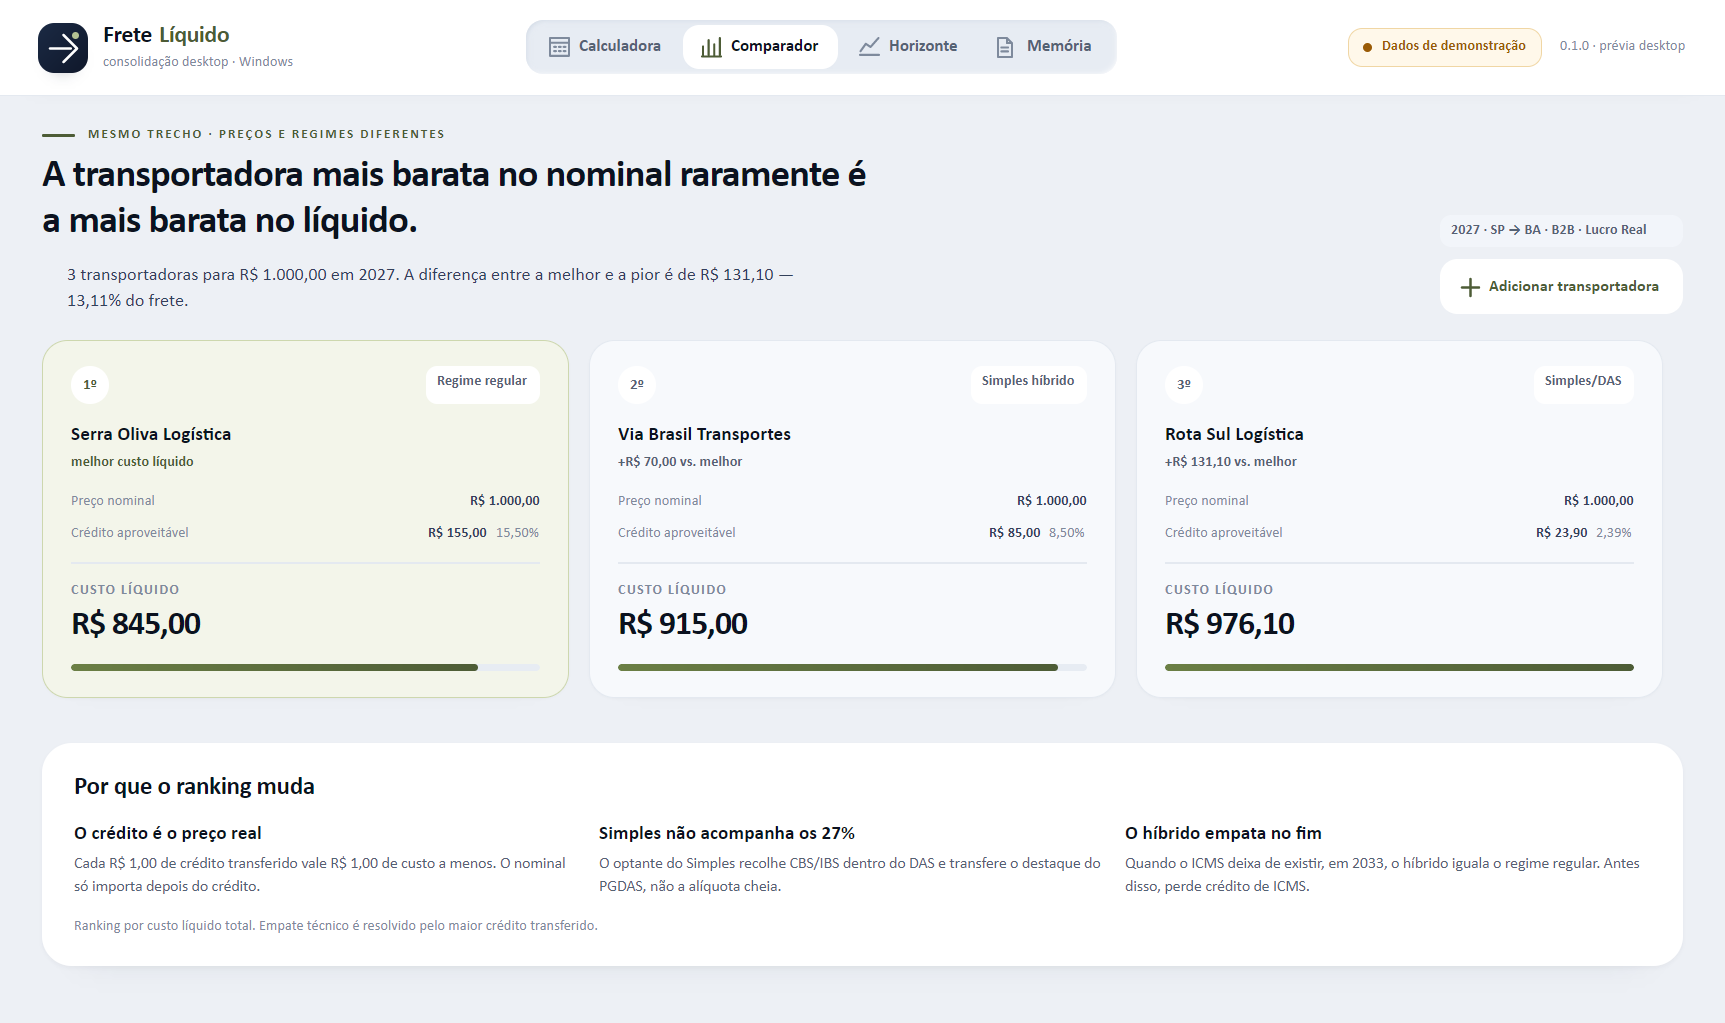 Frete Líquido
consolidação desktop · Windows
Calculadora
Comparador
Horizonte
Memória
Dados de demonstração
0.1.0 · prévia desktop
MESMO TRECHO · PREÇOS E REGIMES DIFERENTES
A transportadora mais barata no nominal raramente é
a mais barata no líquido.
3 transportadoras para R$ 1.000,00 em 2027. A diferença entre a melhor e a pior é de R$ 131,10 —
13,11% do frete.
2027 · SP → BA · B2B · Lucro Real
Adicionar transportadora
1º
Regime regular
Serra Oliva Logística
melhor custo líquido
Preço nominal R$ 1.000,00
Crédito aproveitável R$ 155,00 15,50%
CUSTO LÍQUIDO
R$ 845,00
2º
Simples híbrido
Via Brasil Transportes
+R$ 70,00 vs. melhor
Preço nominal R$ 1.000,00
Crédito aproveitável R$ 85,00 8,50%
CUSTO LÍQUIDO
R$ 915,00
3º
Simples/DAS
Rota Sul Logística
+R$ 131,10 vs. melhor
Preço nominal R$ 1.000,00
Crédito aproveitável R$ 23,90 2,39%
CUSTO LÍQUIDO
R$ 976,10
Por que o ranking muda
O crédito é o preço real
Cada R$ 1,00 de crédito transferido vale R$ 1,00 de custo a menos. O nominal
só importa depois do crédito.
Simples não acompanha os 27%
O optante do Simples recolhe CBS/IBS dentro do DAS e transfere o destaque do
PGDAS, não a alíquota cheia.
O híbrido empata no fim
Quando o ICMS deixa de existir, em 2033, o híbrido iguala o regime regular. Antes
disso, perde crédito de ICMS.
Ranking por custo líquido total. Empate técnico é resolvido pelo maior crédito transferido.